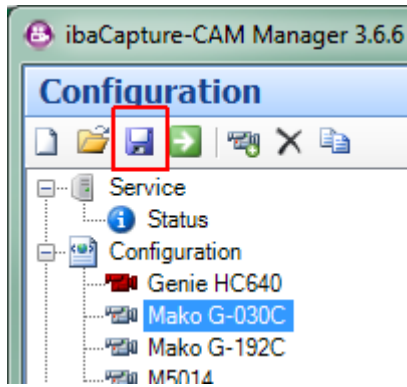 ibaCapture-CAM Manager 3.6.6
Configuration
Service
Status
Configuration
Genie HC640
Mako G-030C
Mako G-192C
M5014